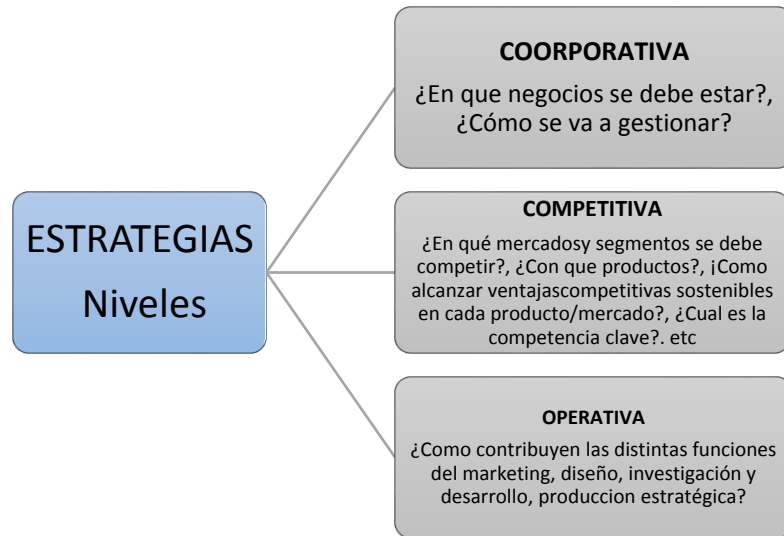 COORPORATIVA
¿En que negocios se debe estar?,
¿Cómo se va a gestionar?
ESTRATEGIAS
Niveles
COMPETITIVA
¿En qué mercadosy segmentos se debe
competir?, ¿Con que productos?, ¡Como
alcanzar ventajascompetitivas sostenibles
en cada producto/mercado?, ¿Cual es la
competencia clave?. etc
OPERATIVA
¿Como contribuyen las distintas funciones
del marketing, diseño, investigación y
desarrollo, produccion estratégica?